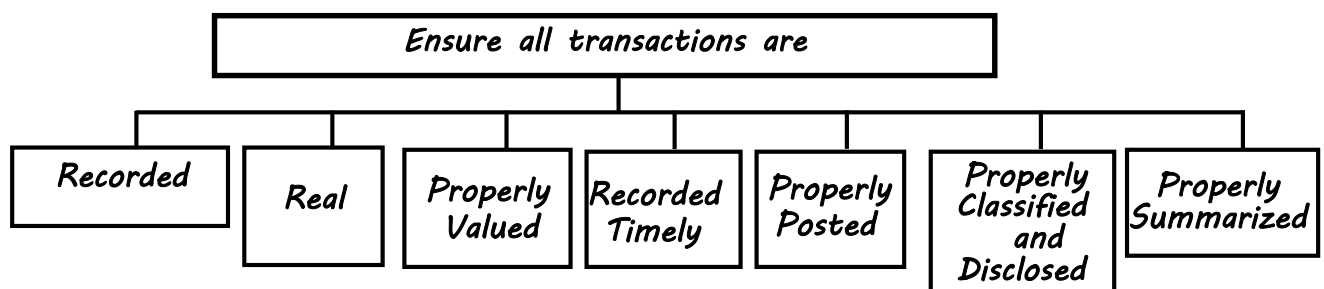 Ensure all transactions are
Recorded
Real
Properly
Valued
Recorded
Timely
Properly
Posted
Properly
Classified
and
Disclosed
Properly
Summarized